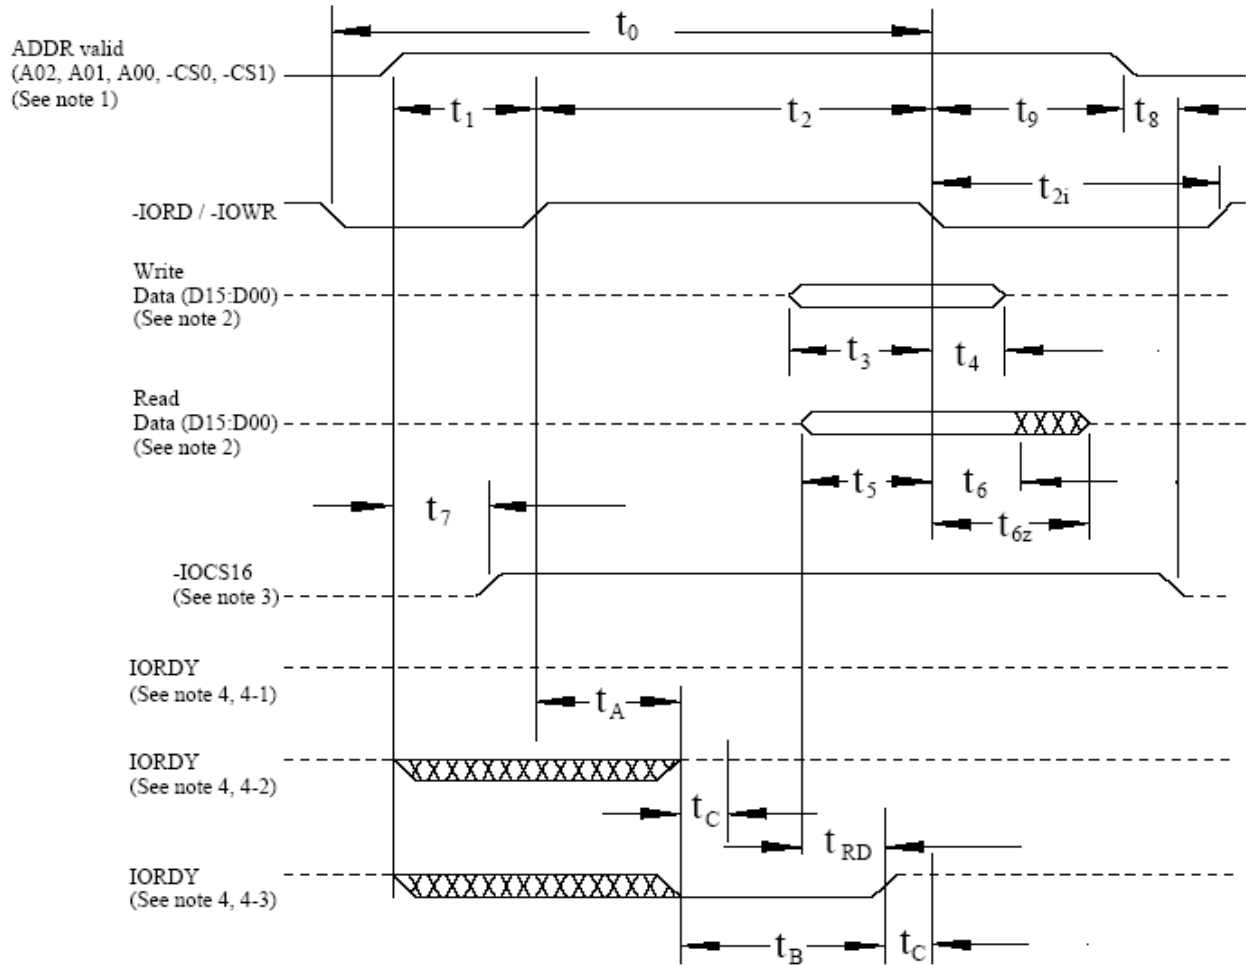 t0
ADDR valid
(A02, A01, A00, -CS0, -CS1)
(See note 1)
t1
t2
t9
t8
t2i
-IORD / -IOWR
Write
Data (D15:D00)
(See note 2)
t3
t4
Read
Data (D15:D00)
(See note 2)
t5
t6
t7
t6z
-IOCS16
(See note 3)
IORDY
(See note 4, 4-1)
tA
IORDY
(See note 4, 4-2)
tC
tRD
IORDY
(See note 4, 4-3)
tB
tC